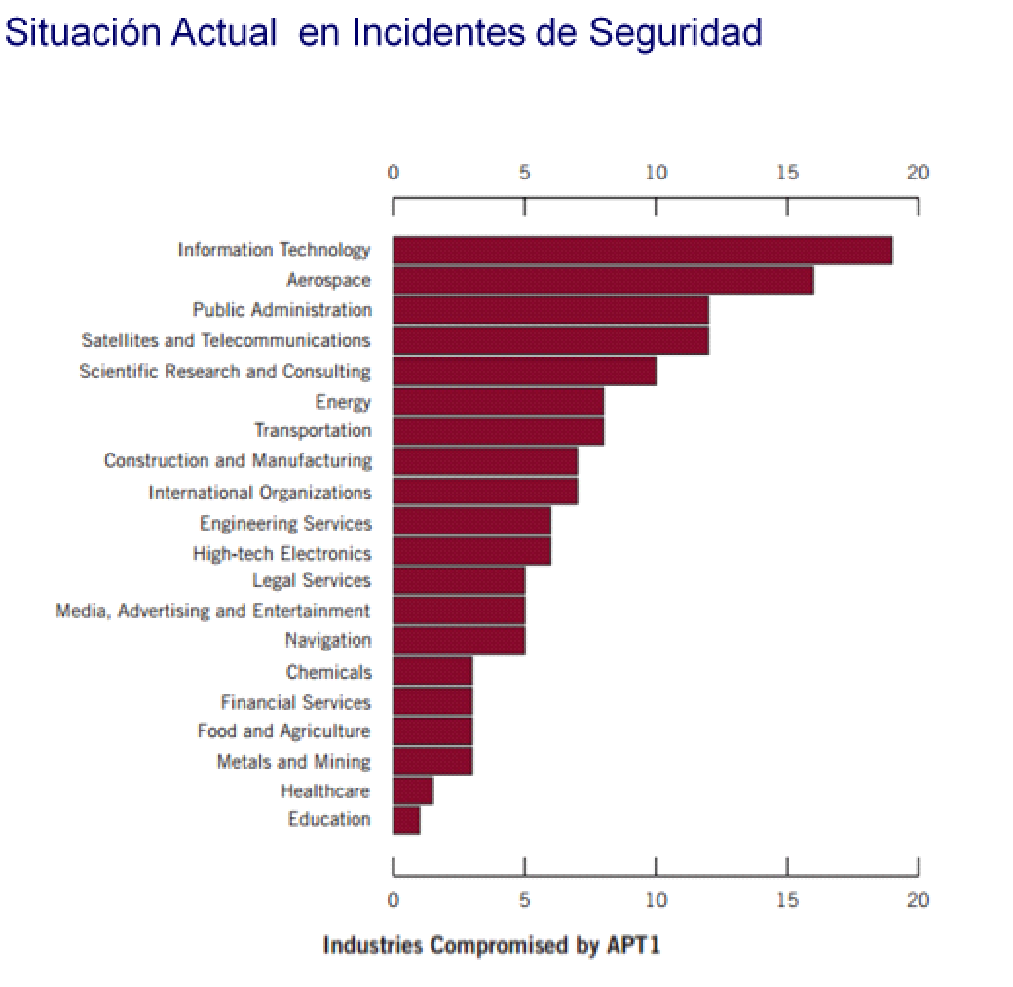 Situación Actual en Incidentes de Seguridad
0 5 10 15 20
Information Technology
Aerospace
Public Administration
Satellites and Telecommunications
Scientific Research and Consulting
Energy
Transportation
Construction and Manufacturing
International Organizations
Engineering Services
High-tech Electronics
Legal Services
Media, Advertising and Entertainment
Navigation
Chemicals
Financial Services
Food and Agriculture
Metals and Mining
Healthcare
Education
0 5 10 15 20
Industries Compromised by APT1